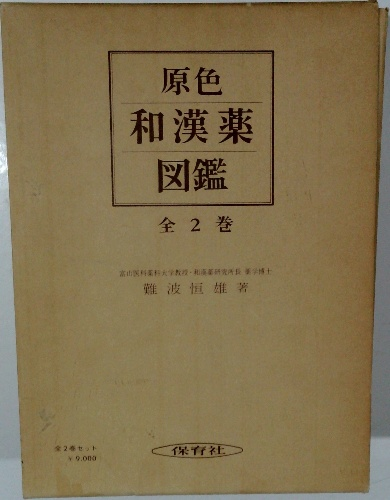 原色
和漢薬
図鑑
全2巻
富山医科薬科大学教授・和漢薬研究所長 薬学博士
難波恒雄著
全2巻セット
¥9,000
保育社